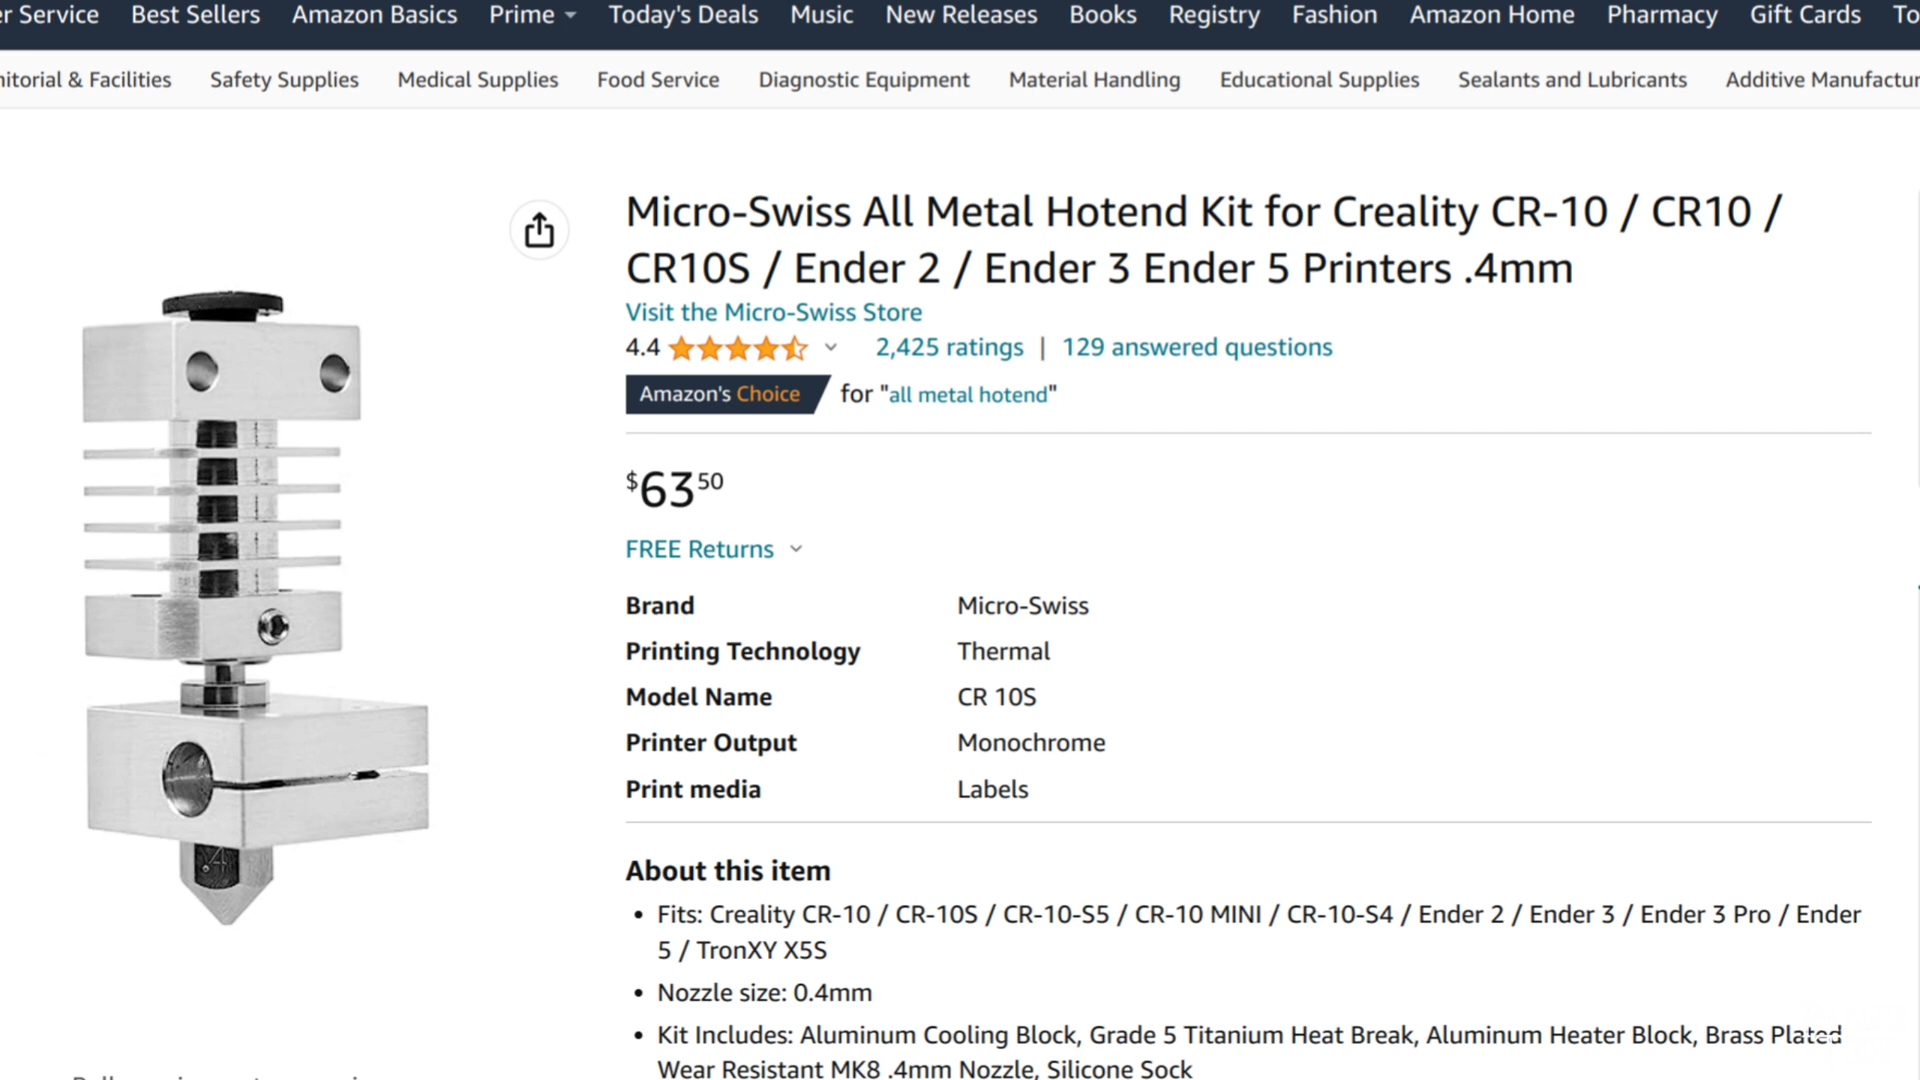 er Service Best Sellers Amazon Basics Prime Today's Deals Music New Releases Books Registry Fashion Amazon Home Pharmacy Gift Cards To
nitorial & Facilities Safety Supplies Medical Supplies Food Service Diagnostic Equipment Material Handling Educational Supplies Sealants and Lubricants Additive Manufactur
Micro-Swiss All Metal Hotend Kit for Creality CR-10 / CR10 /
CR10S / Ender 2 / Ender 3 Ender 5 Printers .4mm
Visit the Micro-Swiss Store
4.4 2,425 ratings | 129 answered questions
Amazon's Choice for "all metal hotend"
$63 50
FREE Returns
Brand Micro-Swiss
Printing Technology Thermal
Model Name CR 10S
Printer Output Monochrome
Print media Labels
.4
About this item
• Fits: Creality CR-10 / CR-10S / CR-10-S5 / CR-10 MINI / CR-10-S4 / Ender 2 / Ender 3 / Ender 3 Pro / Ender
5 / TronXY X5S
• Nozzle size: 0.4mm
• Kit Includes: Aluminum Cooling Block, Grade 5 Titanium Heat Break, Aluminum Heater Block, Brass Plated
Wear Resistant MK8 .4mm Nozzle, Silicone Sock